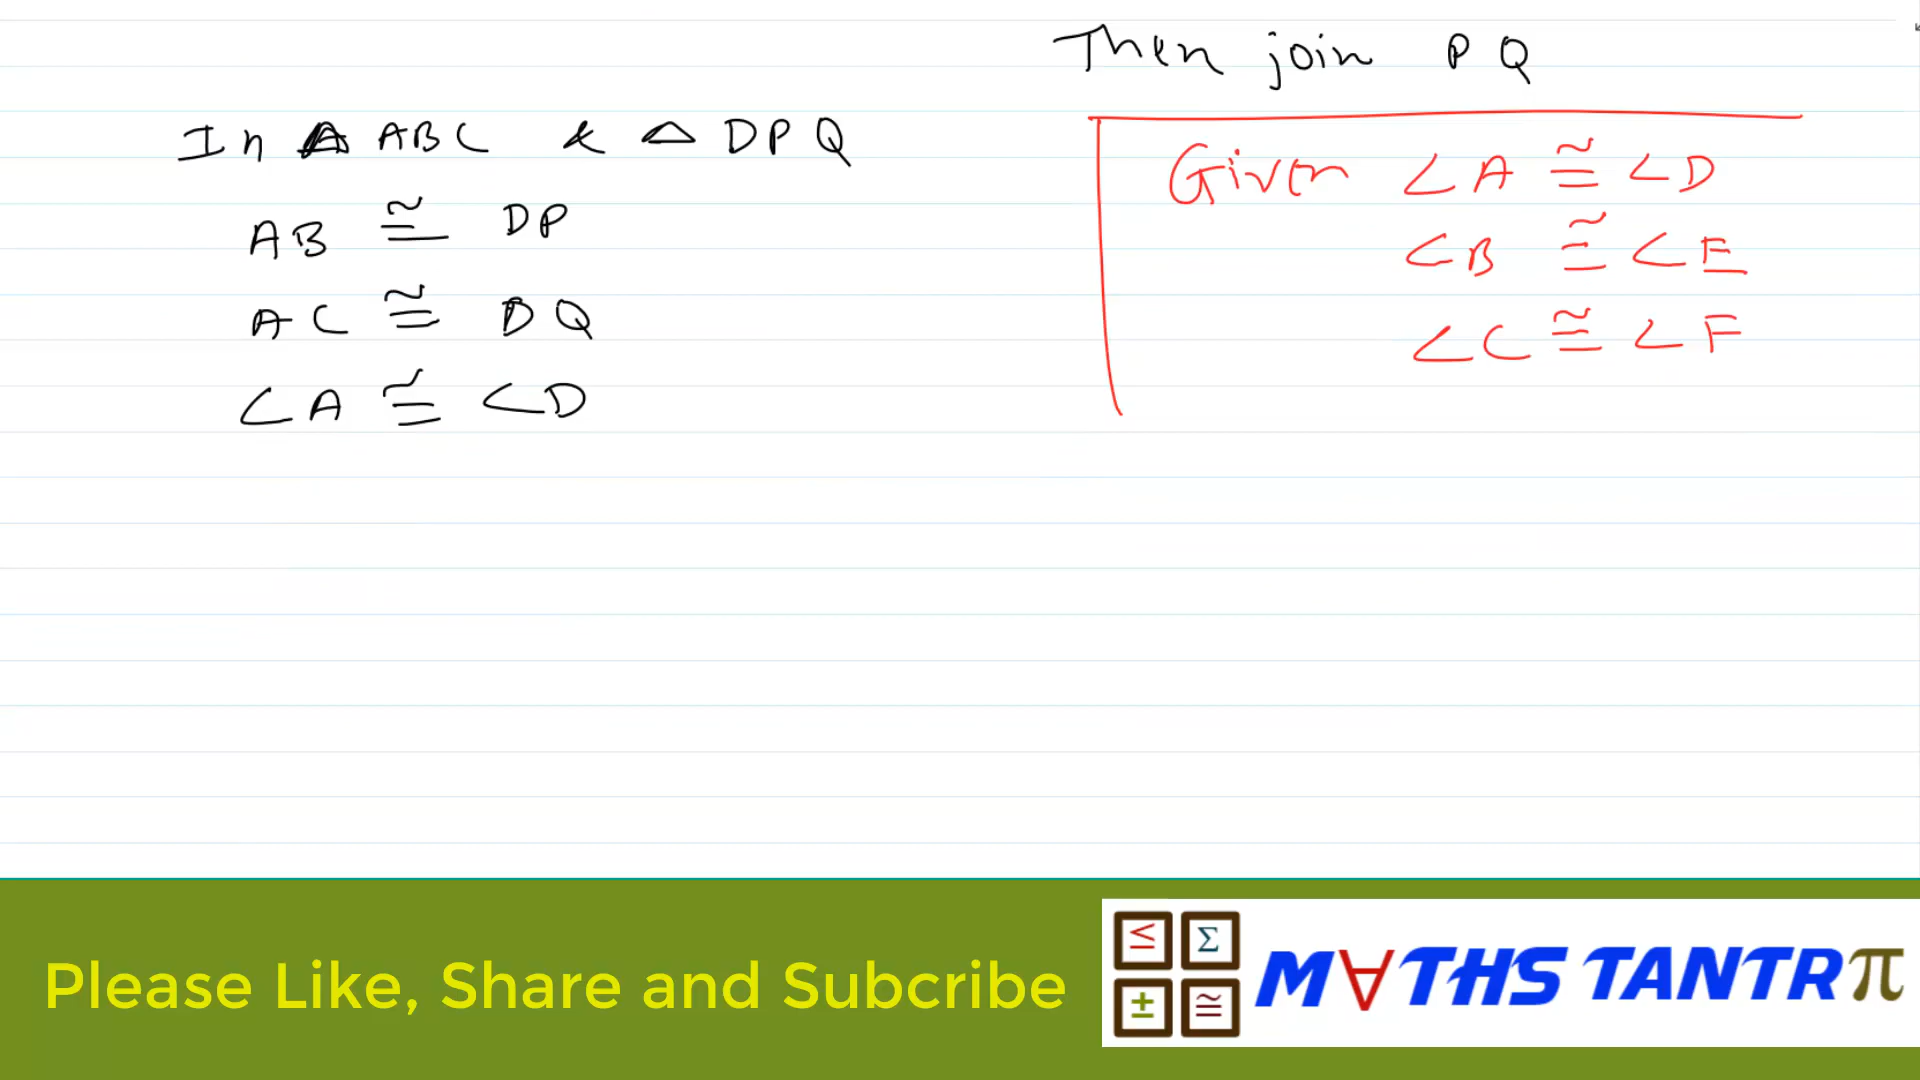 Then join PQ
In △ ABC & △ DPQ
AB ≅ DP
AC ≅ DQ
∠A ≅ ∠D
Given ∠A ≅ ∠D
∠B ≅ ∠E
∠C ≅ ∠F
Please Like, Share and Subcribe
≤ Σ
± ≅
M∀THS TANTRπ